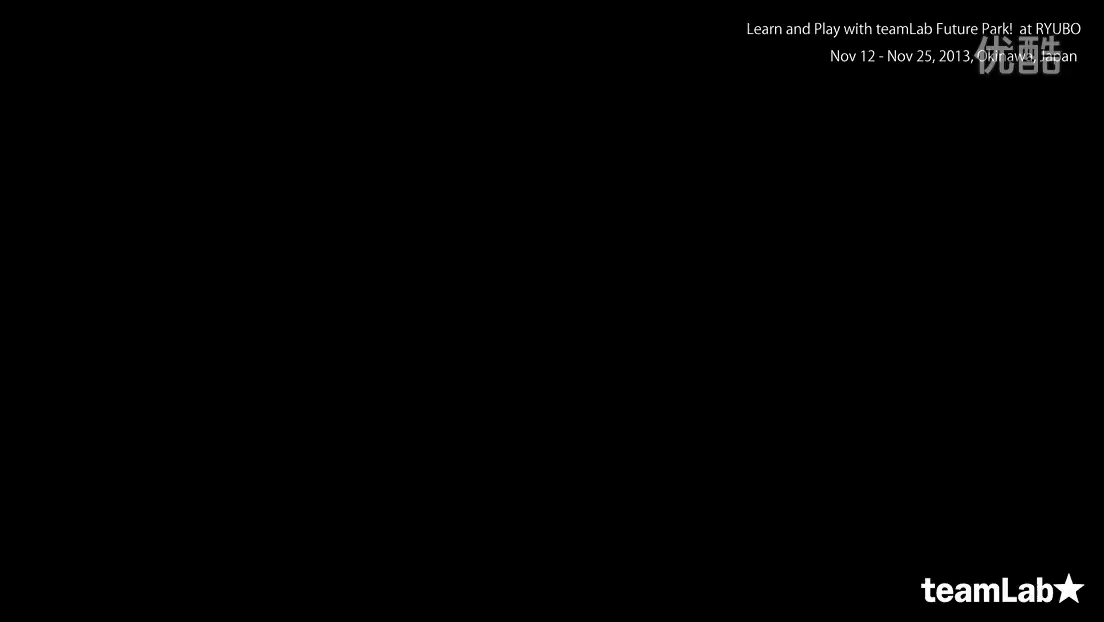 Learn and Play with teamLab Future Park! at RYUBO
Nov 12 - Nov 25, 2013, Okinawa, Japan
优酷
teamLab★